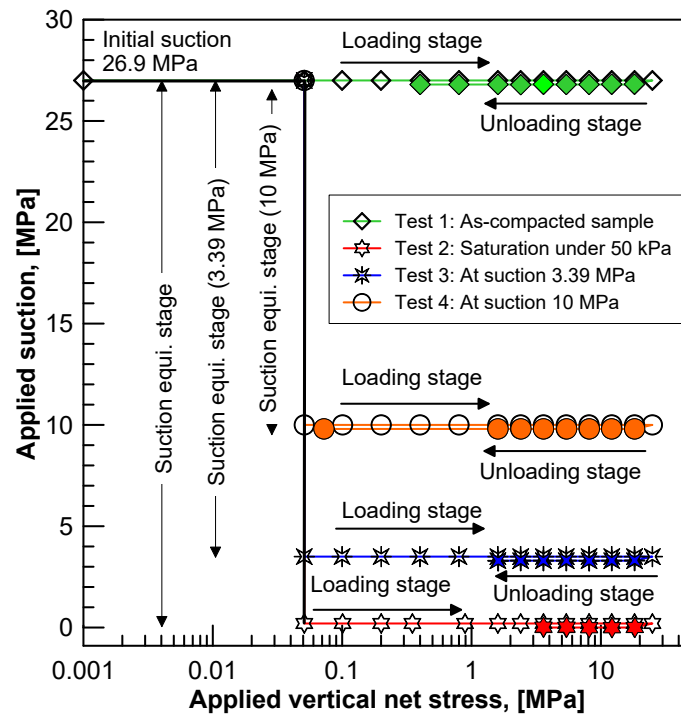 Initial suction
26.9 MPa
Loading stage
Unloading stage
Suction equi. stage
Suction equi. stage (3.39 MPa)
Suction equi. stage (10 MPa)
Test 1: As-compacted sample
Test 2: Saturation under 50 kPa
Test 3: At suction 3.39 MPa
Test 4: At suction 10 MPa
Loading stage
Unloading stage
Loading stage
Unloading stage
Loading stage
30
25
20
15
10
5
0
Applied suction, [MPa]
0.001
0.01
0.1
1
10
Applied vertical net stress, [MPa]